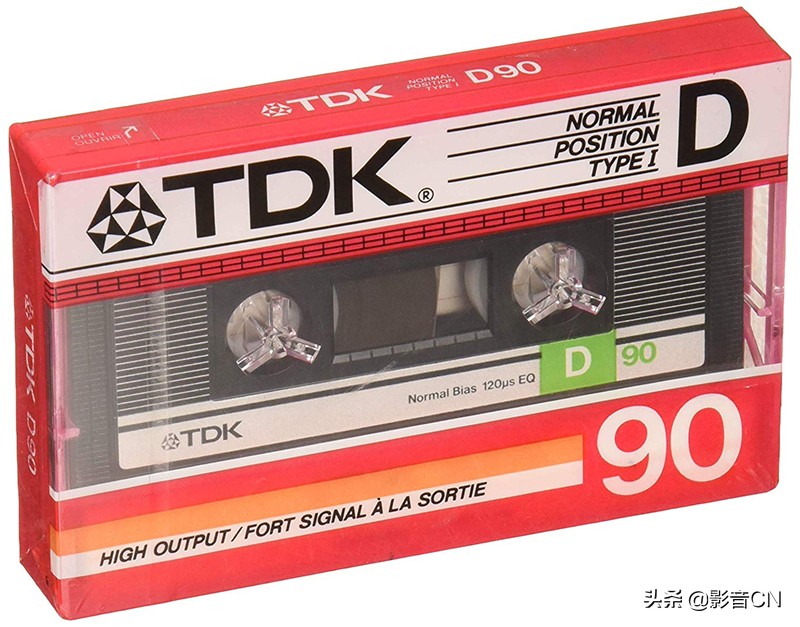 TDK NORMAL POSITION TYPE I D90
OPEN
OUVRIR
TDK®
NORMAL
POSITION
TYPE I
D
TDK D90
Normal Bias 120µs EQ
D 90
TDK
90
HIGH OUTPUT/FORT SIGNAL À LA SORTIE
头条 @影音CN